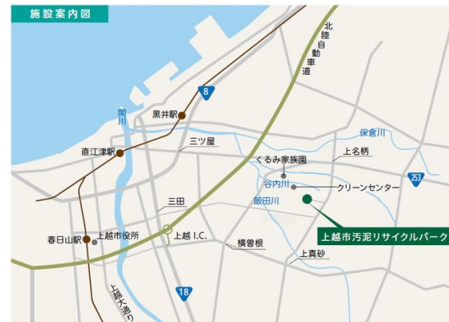 施設案内図
北陸自動車道
8
関川
黒井駅
保倉川
直江津駅
三ツ屋
くるみ家族園
上名柄
谷内川
クリーンセンター
253
飯田川
三田
上越市汚泥リサイクルパーク
春日山駅
上越市役所
上越 I.C.
横曽根
上真砂
18
上越大通り